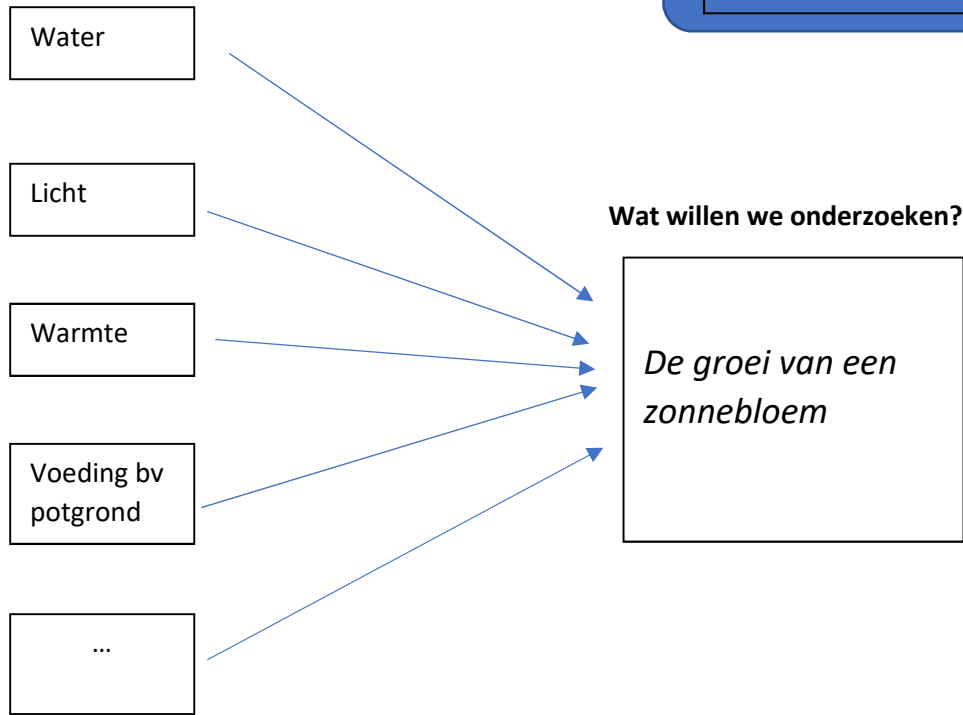 Water
Licht
Warmte
Voeding bv
potgrond
...
Wat willen we onderzoeken?
De groei van een
zonnebloem